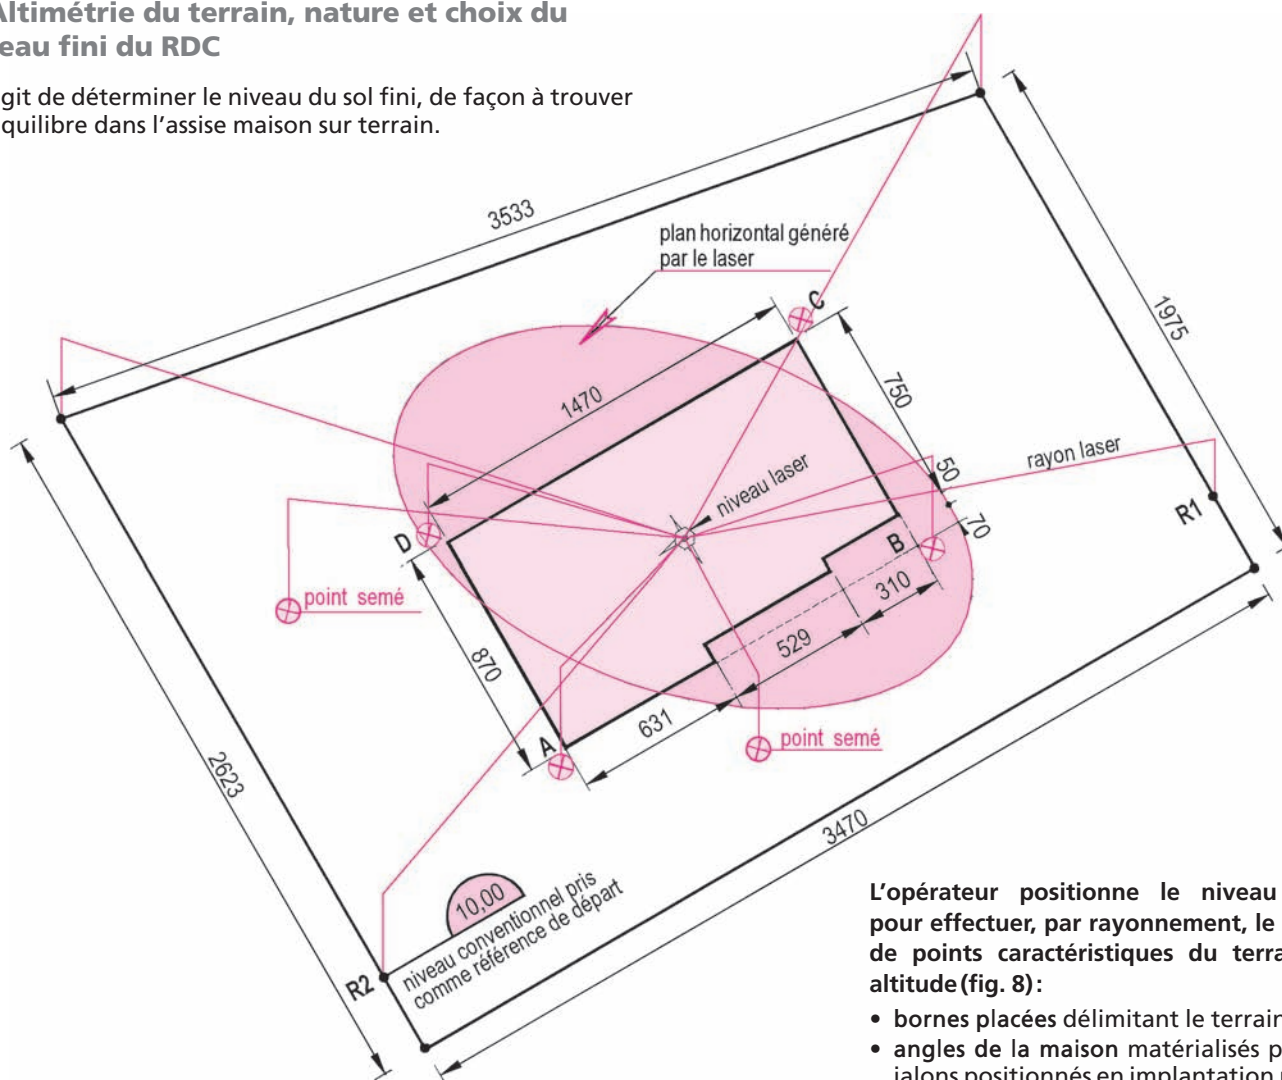 Altimétrie du terrain, nature et choix du
eau fini du RDC
git de déterminer le niveau du sol fini, de façon à trouver
quilibre dans l'assise maison sur terrain.
3533
plan horizontal généré
par le laser
C
1975
1470
750
niveau laser
50
rayon laser
70
R1
D
B
point semé
310
529
870
631
A
point semé
2623
3470
10,00
niveau conventionnel pris
comme référence de départ
R2
L'opérateur positionne le niveau
pour effectuer, par rayonnement, le
de points caractéristiques du terra
altitude (fig. 8) :
• bornes placées délimitant le terrain
• angles de la maison matérialisés p
jalons positionnés en implantation